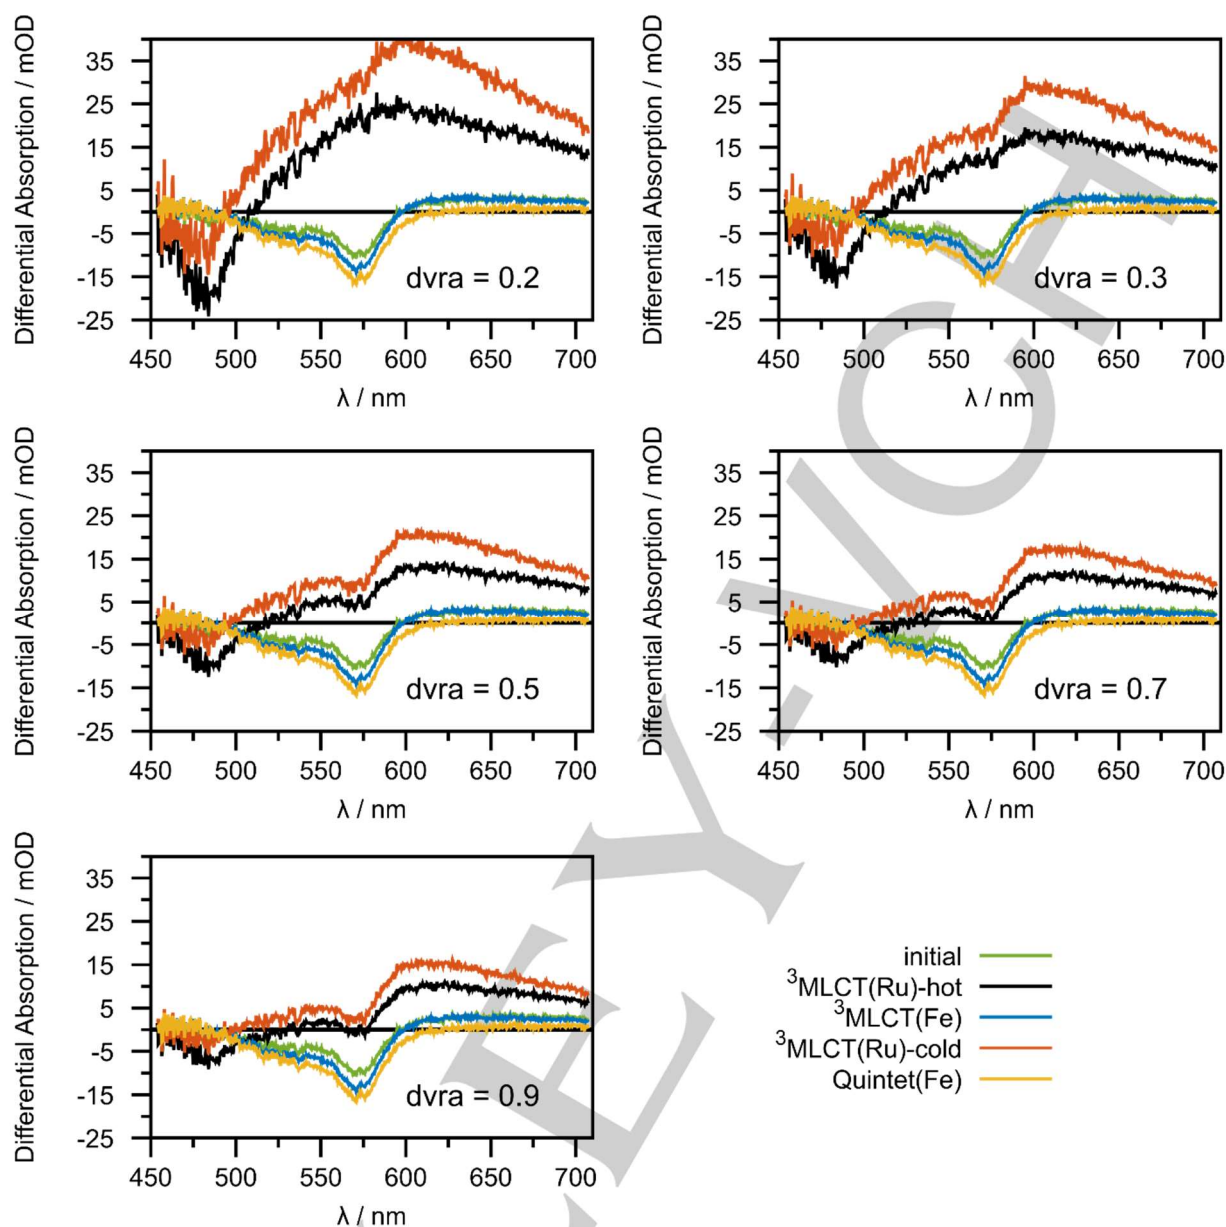 Differential Absorption / mOD
35
25
15
5
-5
-15
-25
dvra = 0.2
450 500 550 600 650 700
λ / nm
Differential Absorption / mOD
35
25
15
5
-5
-15
-25
dvra = 0.3
450 500 550 600 650 700
λ / nm
Differential Absorption / mOD
35
25
15
5
-5
-15
-25
dvra = 0.5
450 500 550 600 650 700
λ / nm
Differential Absorption / mOD
35
25
15
5
-5
-15
-25
dvra = 0.7
450 500 550 600 650 700
λ / nm
Differential Absorption / mOD
35
25
15
5
-5
-15
-25
dvra = 0.9
450 500 550 600 650 700
λ / nm
initial
³MLCT(Ru)-hot
³MLCT(Fe)
³MLCT(Ru)-cold
Quintet(Fe)
EY-VCH